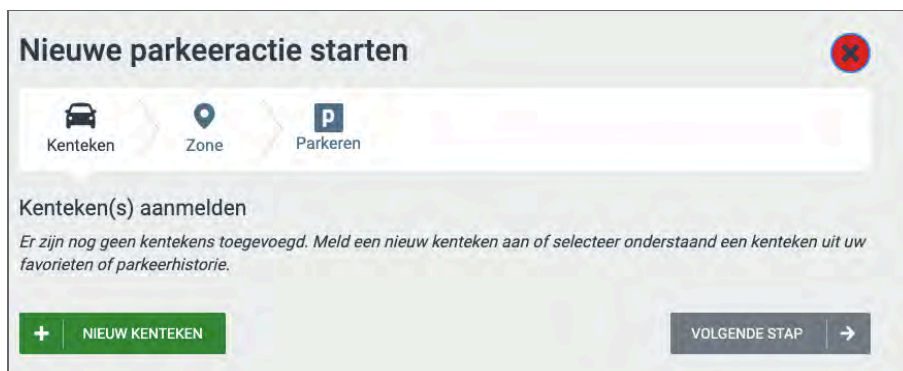 Nieuwe parkeeractie starten
Kenteken
Zone
P
Parkeren
Kenteken(s) aanmelden
Er zijn nog geen kentekens toegevoegd. Meld een nieuw kenteken aan of selecteer onderstaand een kenteken uit uw
favorieten of parkeerhistorie.
+ NIEUW KENTEKEN
VOLGENDE STAP →